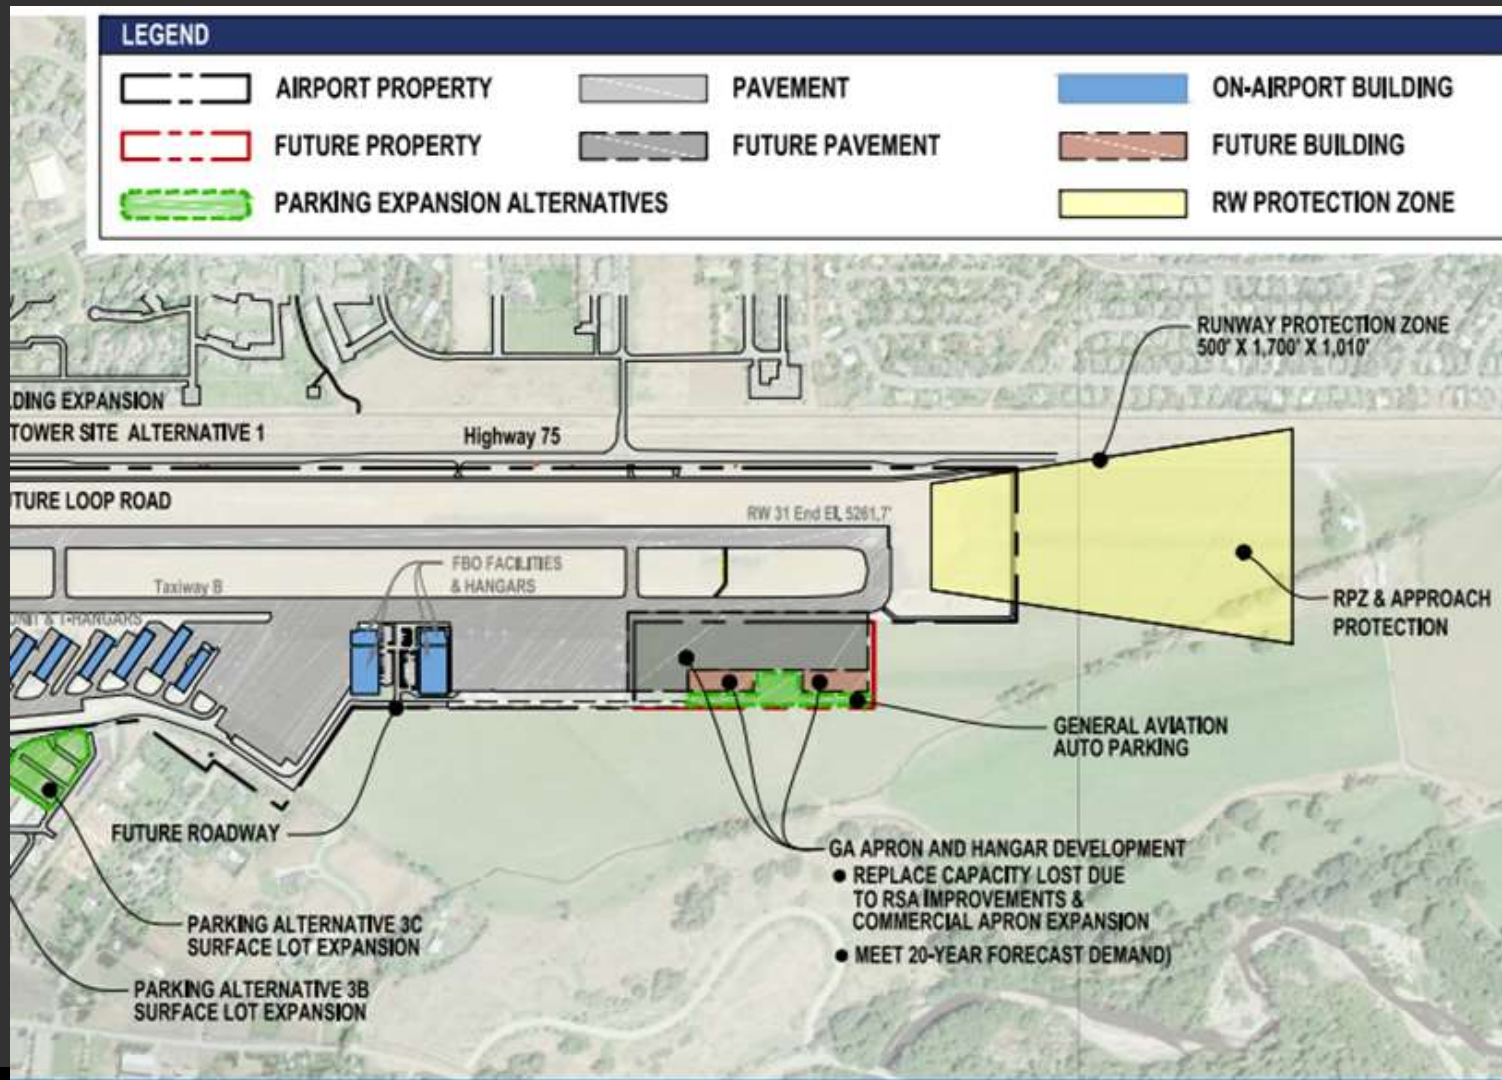 LEGEND
AIRPORT PROPERTY
PAVEMENT
ON-AIRPORT BUILDING
FUTURE PROPERTY
FUTURE PAVEMENT
FUTURE BUILDING
PARKING EXPANSION ALTERNATIVES
RW PROTECTION ZONE
RUNWAY PROTECTION ZONE
500' X 1,700' X 1,010'
DING EXPANSION
TOWER SITE ALTERNATIVE 1
Highway 75
TURE LOOP ROAD
RW 31 End El. 5261.7'
FBO FACILITIES
& HANGARS
Taxiway B
UNIT & T-HANGARS
RPZ & APPROACH
PROTECTION
GENERAL AVIATION
AUTO PARKING
FUTURE ROADWAY
GA APRON AND HANGAR DEVELOPMENT
● REPLACE CAPACITY LOST DUE
TO RSA IMPROVEMENTS &
COMMERCIAL APRON EXPANSION
● MEET 20-YEAR FORECAST DEMAND)
PARKING ALTERNATIVE 3C
SURFACE LOT EXPANSION
PARKING ALTERNATIVE 3B
SURFACE LOT EXPANSION